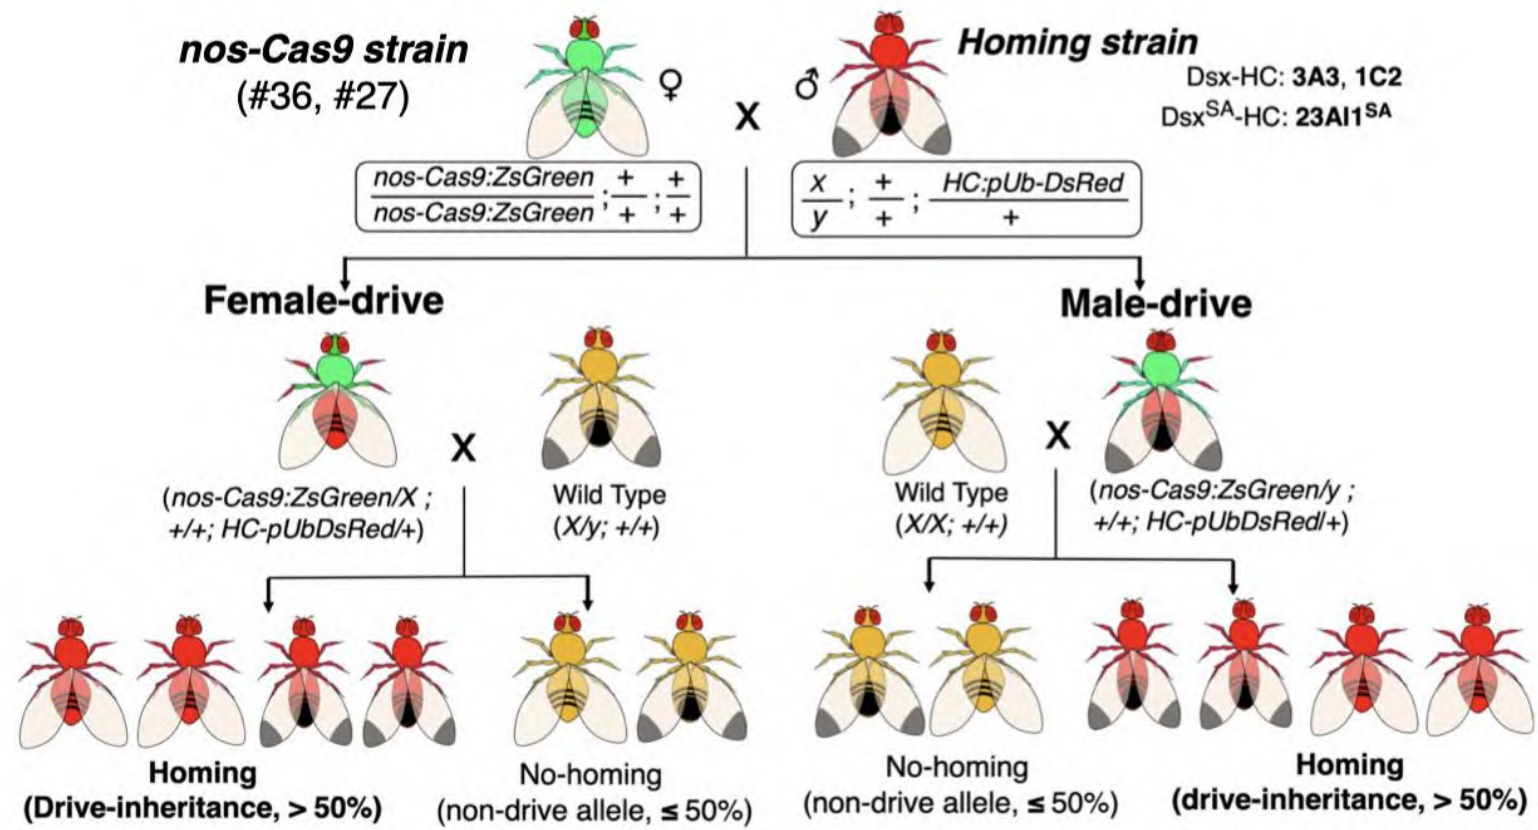 nos-Cas9 strain
(#36, #27)
♀
X
♂
Homing strain
Dsx-HC: 3A3, 1C2
Dsx^SA-HC: 23AI1^SA
nos-Cas9:ZsGreen / nos-Cas9:ZsGreen ; + / + ; + / +
x / y ; + / + ; HC:pUb-DsRed / +
Female-drive
Male-drive
X
X
(nos-Cas9:ZsGreen/X ;
+/+; HC-pUbDsRed/+)
Wild Type
(X/y; +/+)
Wild Type
(X/X; +/+)
(nos-Cas9:ZsGreen/y ;
+/+; HC-pUbDsRed/+)
Homing
(Drive-inheritance, > 50%)
No-homing
(non-drive allele, ≤ 50%)
No-homing
(non-drive allele, ≤ 50%)
Homing
(drive-inheritance, > 50%)